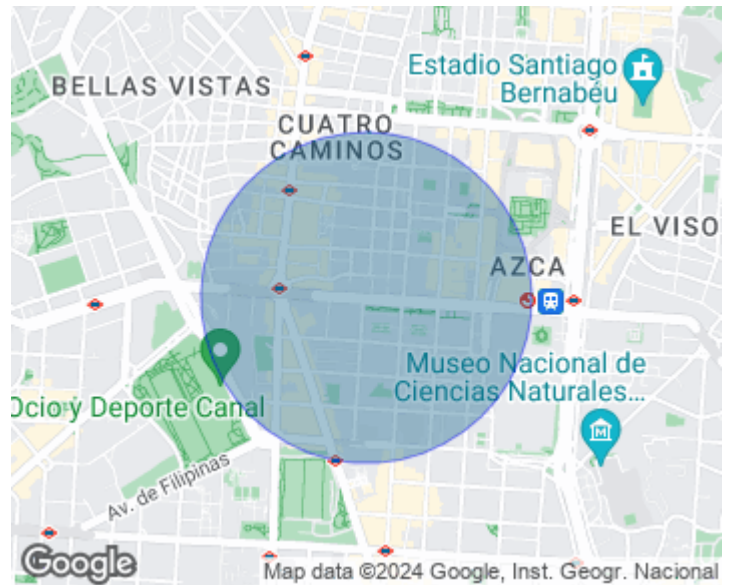 Estadio Santiago
Bernabéu
BELLAS VISTAS
CUATRO
CAMINOS
EL VISO
AZCA
Museo Nacional de
Ciencias Naturales...
Ocio y Deporte Canal
Av. de Filipinas
Google
Map data ©2024 Google, Inst. Geogr. Nacional